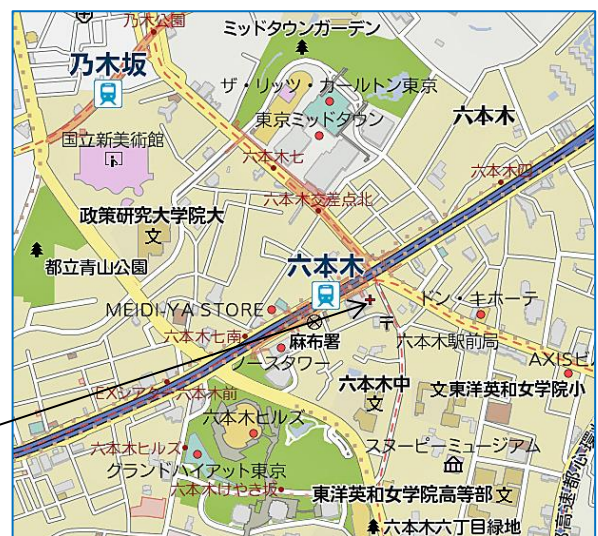 乃木公園
ミッドタウンガーデン
乃木坂
ザ・リッツ・カールトン東京
六本木
東京ミッドタウン
国立新美術館
六本木七
六本木四
六本木交差点北
政策研究大学院大
文
都立青山公園
六本木
ドン・キホーテ
MEIDI-YA STORE
〒
六本木七南
麻布署
六本木駅前局
ノースタワー
AXISビ
EXシアター六本木前
六本木中
文
文東洋英和女学院小
六本木ヒルズ
スヌーピーミュージアム
六本木ヒルズ
グランドハイアット東京
六本木けやき坂
東洋英和女学院高等部文
六本木六丁目緑地
高速都心環